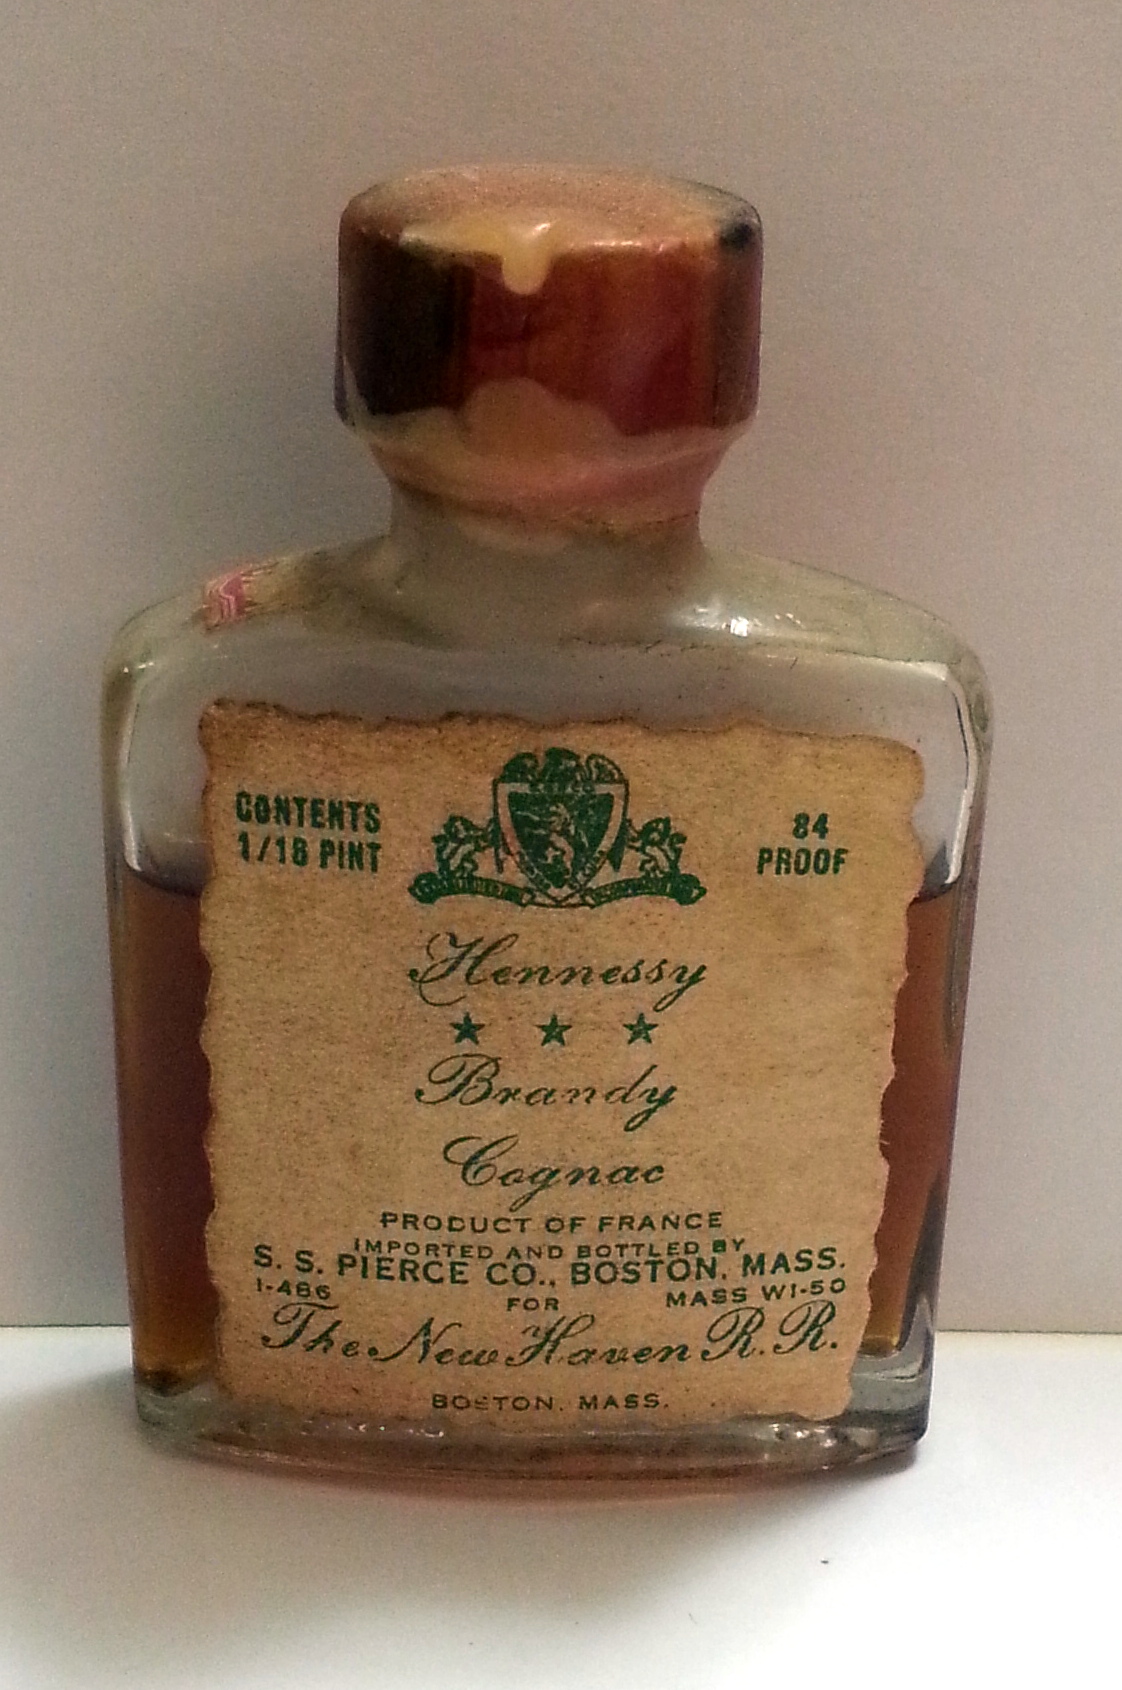 CONTENTS
1/16 PINT
84
PROOF
Hennessy
★ ★ ★
Brandy
Cognac
PRODUCT OF FRANCE
IMPORTED AND BOTTLED BY
S. S. PIERCE CO., BOSTON, MASS.
1-486 FOR MASS WI-50
The New Haven R.R.
BOSTON, MASS.